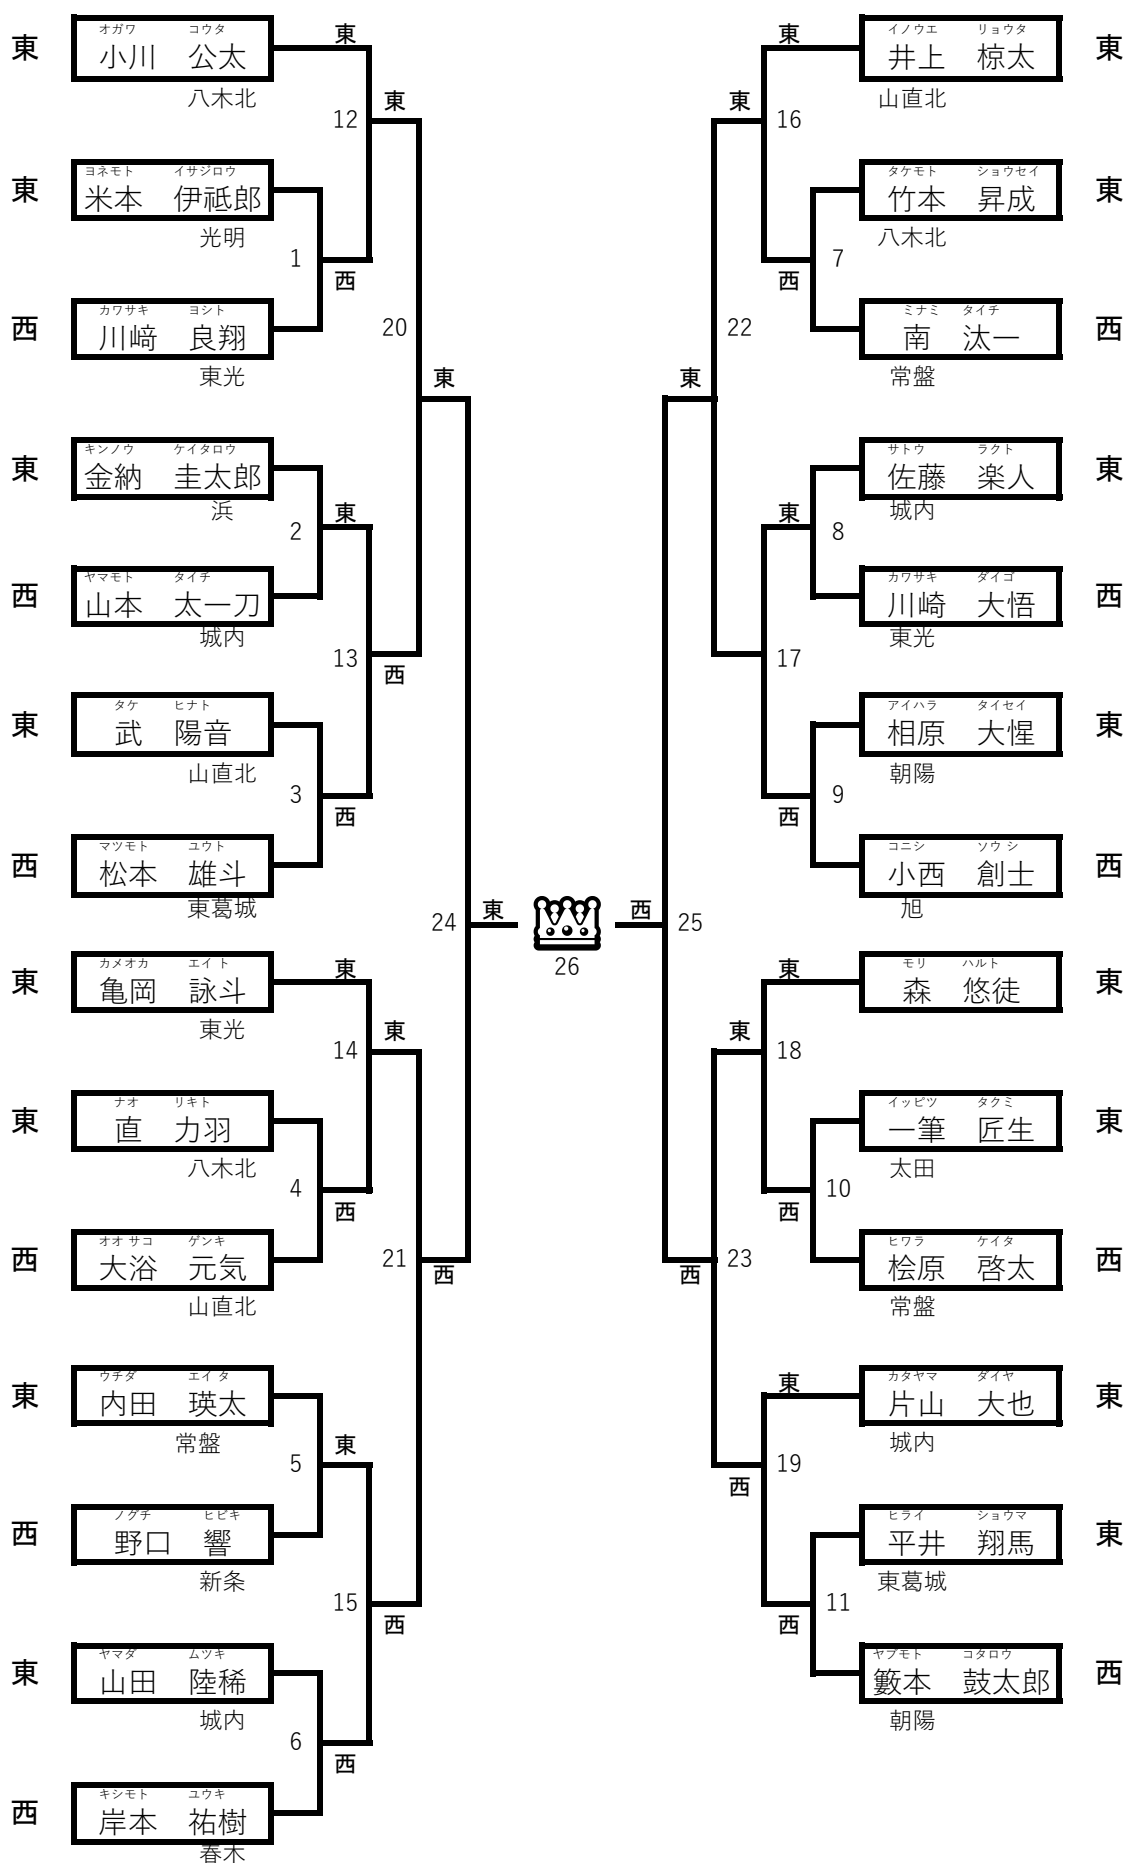 東
オガワ コウタ
小川 公太
八木北
東
ヨネモト イサジロウ
米本 伊祗郎
光明
西
カワサキ ヨシト
川﨑 良翔
東光
東
キンノウ ケイタロウ
金納 圭太郎
浜
西
ヤマモト タイチ
山本 太一刀
城内
東
タケ ヒナト
武 陽音
山直北
西
マツモト ユウト
松本 雄斗
東葛城
東
カメオカ エイト
亀岡 詠斗
東光
東
ナオ リキト
直 力羽
八木北
西
オオサコ ゲンキ
大浴 元気
山直北
東
ウチダ エイタ
内田 瑛太
常盤
西
ノグチ ヒビキ
野口 響
新条
東
ヤマダ ムツキ
山田 陸稀
城内
西
キシモト ユウキ
岸本 祐樹
春木
1
2
3
4
5
6
東
12
西
東
13
西
東
14
西
東
15
西
東
20
西
東
21
西
東
24
西
東
26
西
25
東
西
東
22
西
東
23
西
東
16
西
東
17
西
東
18
西
東
19
西
7
8
9
10
11
イノウエ リョウタ
井上 椋太
東
山直北
タケモト ショウセイ
竹本 昇成
東
八木北
ミナミ タイチ
南 汰一
西
常盤
サトウ ラクト
佐藤 楽人
東
城内
カワサキ ダイゴ
川崎 大悟
西
東光
アイハラ タイセイ
相原 大惺
東
朝陽
コニシ ソウシ
小西 創士
西
旭
モリ ハルト
森 悠徒
東
イッピツ タクミ
一筆 匠生
東
太田
ヒワラ ケイタ
桧原 啓太
西
常盤
カタヤマ ダイヤ
片山 大也
東
城内
ヒライ ショウマ
平井 翔馬
東
東葛城
ヤブモト コタロウ
籔本 鼓太郎
西
朝陽